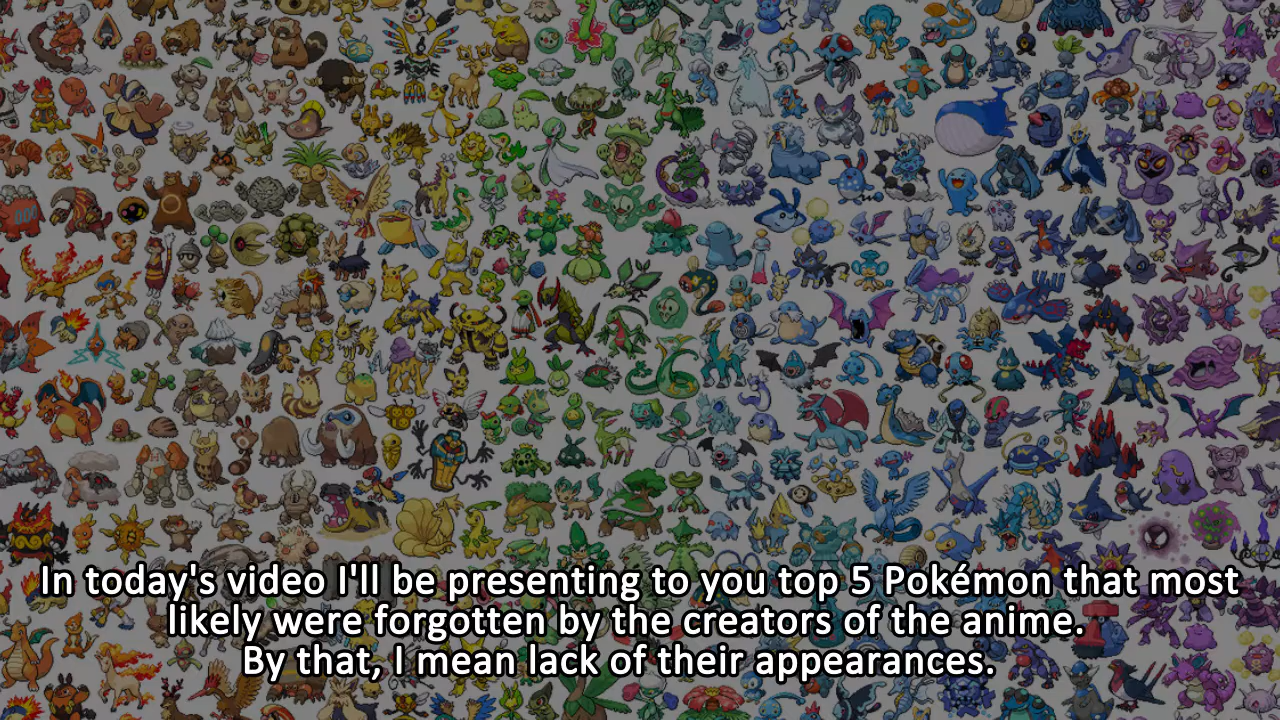 In today's video I'll be presenting to you top 5 Pokémon that most
likely were forgotten by the creators of the anime.
By that, I mean lack of their appearances.